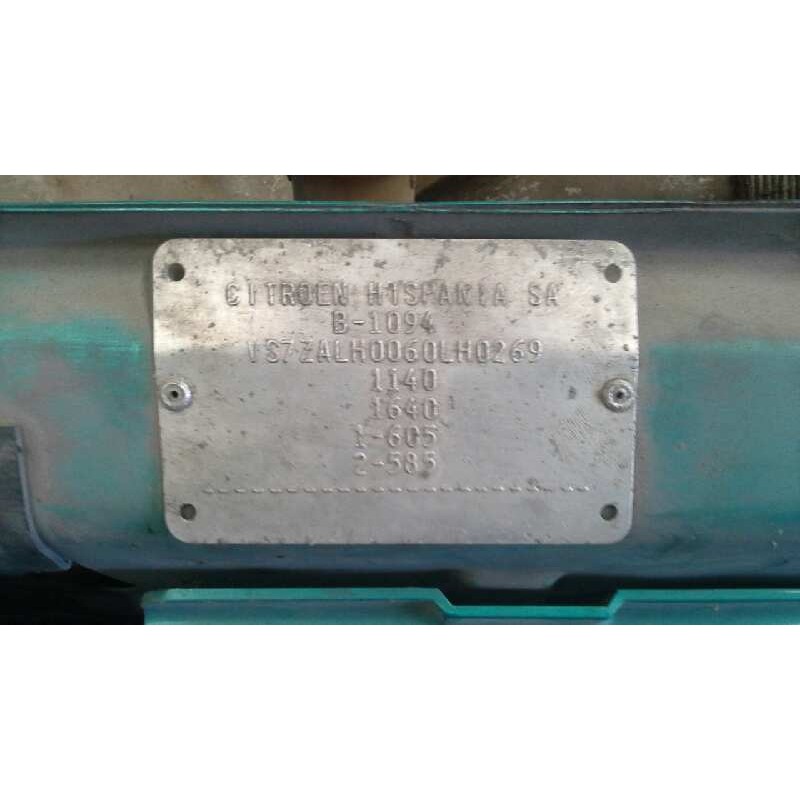 CITROEN HISPANIA SA
B-1094
VS7ZALH0060LH0269
1140
1640
1-605
2-585